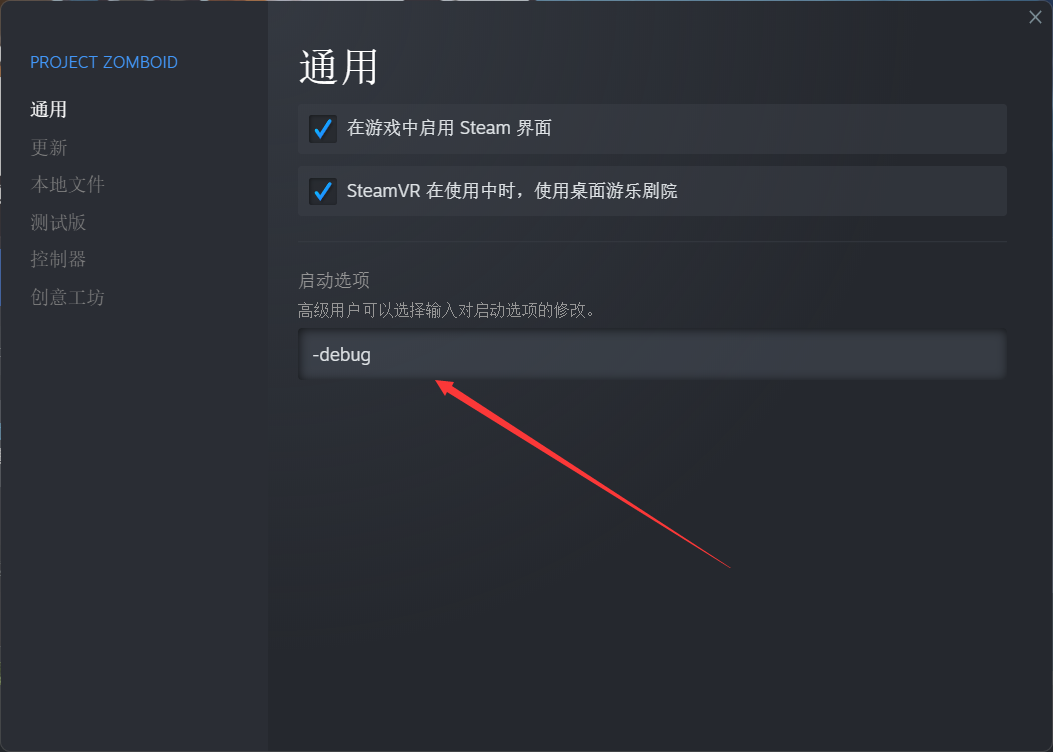 PROJECT ZOMBOID
通用
更新
本地文件
测试版
控制器
创意工坊
通用
在游戏中启用 Steam 界面
SteamVR 在使用中时，使用桌面游乐剧院
启动选项
高级用户可以选择输入对启动选项的修改。
-debug